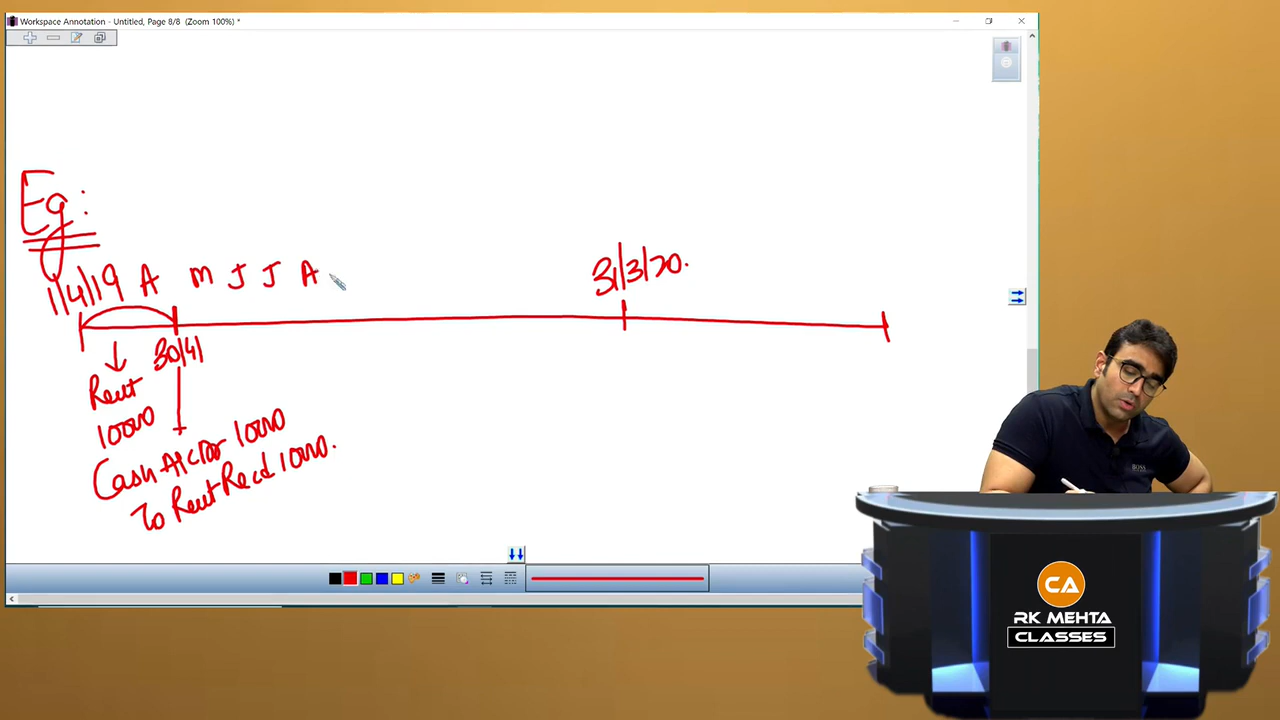 Workspace Annotation - Untitled, Page 8/8 (Zoom 100%) *
Eg:
1/4/19 A M J J A
31/3/20.
30/4
Rent
10000
Cash A/c Dr 10000
To Rent Recd 10000.
CA
RK MEHTA
CLASSES
BOSS